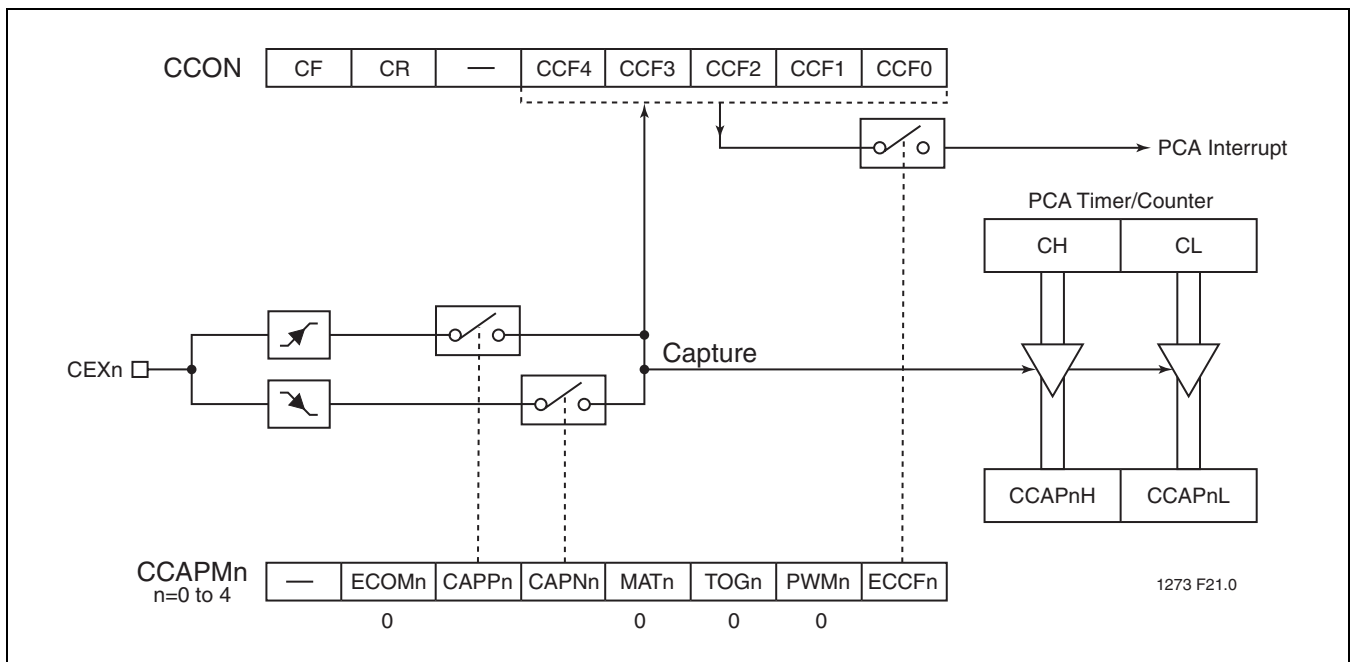 CCON CF CR — CCF4 CCF3 CCF2 CCF1 CCF0
PCA Interrupt
PCA Timer/Counter
CH CL
CEXn
Capture
CCAPnH CCAPnL
CCAPMn — ECOMn CAPPn CAPNn MATn TOGn PWMn ECCFn
n=0 to 4
0 0 0 0
1273 F21.0